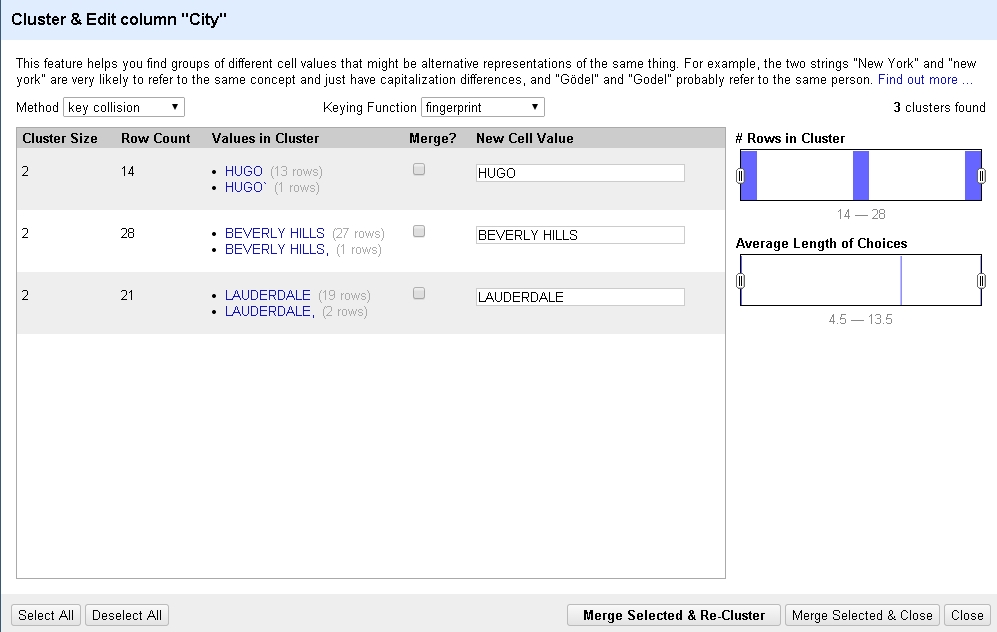 Cluster & Edit column "City"
This feature helps you find groups of different cell values that might be alternative representations of the same thing. For example, the two strings "New York" and "new
york" are very likely to refer to the same concept and just have capitalization differences, and "Gödel" and "Godel" probably refer to the same person. Find out more ...
Method key collision Keying Function fingerprint 3 clusters found
Cluster Size Row Count Values in Cluster Merge? New Cell Value
2 14 • HUGO (13 rows) HUGO
• HUGO` (1 rows)
2 28 • BEVERLY HILLS (27 rows) BEVERLY HILLS
• BEVERLY HILLS, (1 rows)
2 21 • LAUDERDALE (19 rows) LAUDERDALE
• LAUDERDALE, (2 rows)
# Rows in Cluster
14 — 28
Average Length of Choices
4.5 — 13.5
Select All Deselect All Merge Selected & Re-Cluster Merge Selected & Close Close